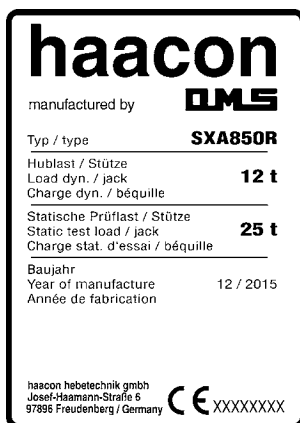 haacon
manufactured by QMS
Typ / type SXA850R
Hublast / Stütze
Load dyn. / jack 12 t
Charge dyn. / béquille
Statische Prüflast / Stütze
Static test load / jack 25 t
Charge stat. d'essai / béquille
Baujahr
Year of manufacture 12 / 2015
Année de fabrication
haacon hebetechnik gmbh
Josef-Haamann-Straße 6
97896 Freudenberg / Germany CE XXXXXXXX